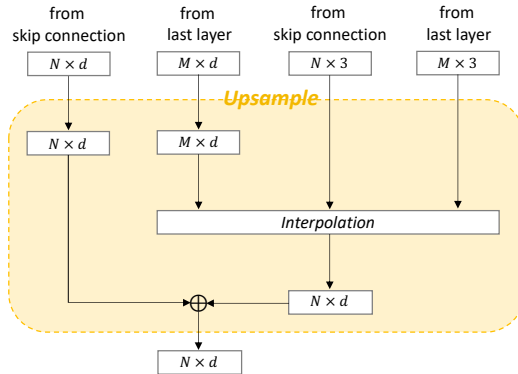 from
skip connection
from
last layer
from
skip connection
from
last layer
N × d
M × d
N × 3
M × 3
Upsample
N × d
M × d
Interpolation
N × d
N × d